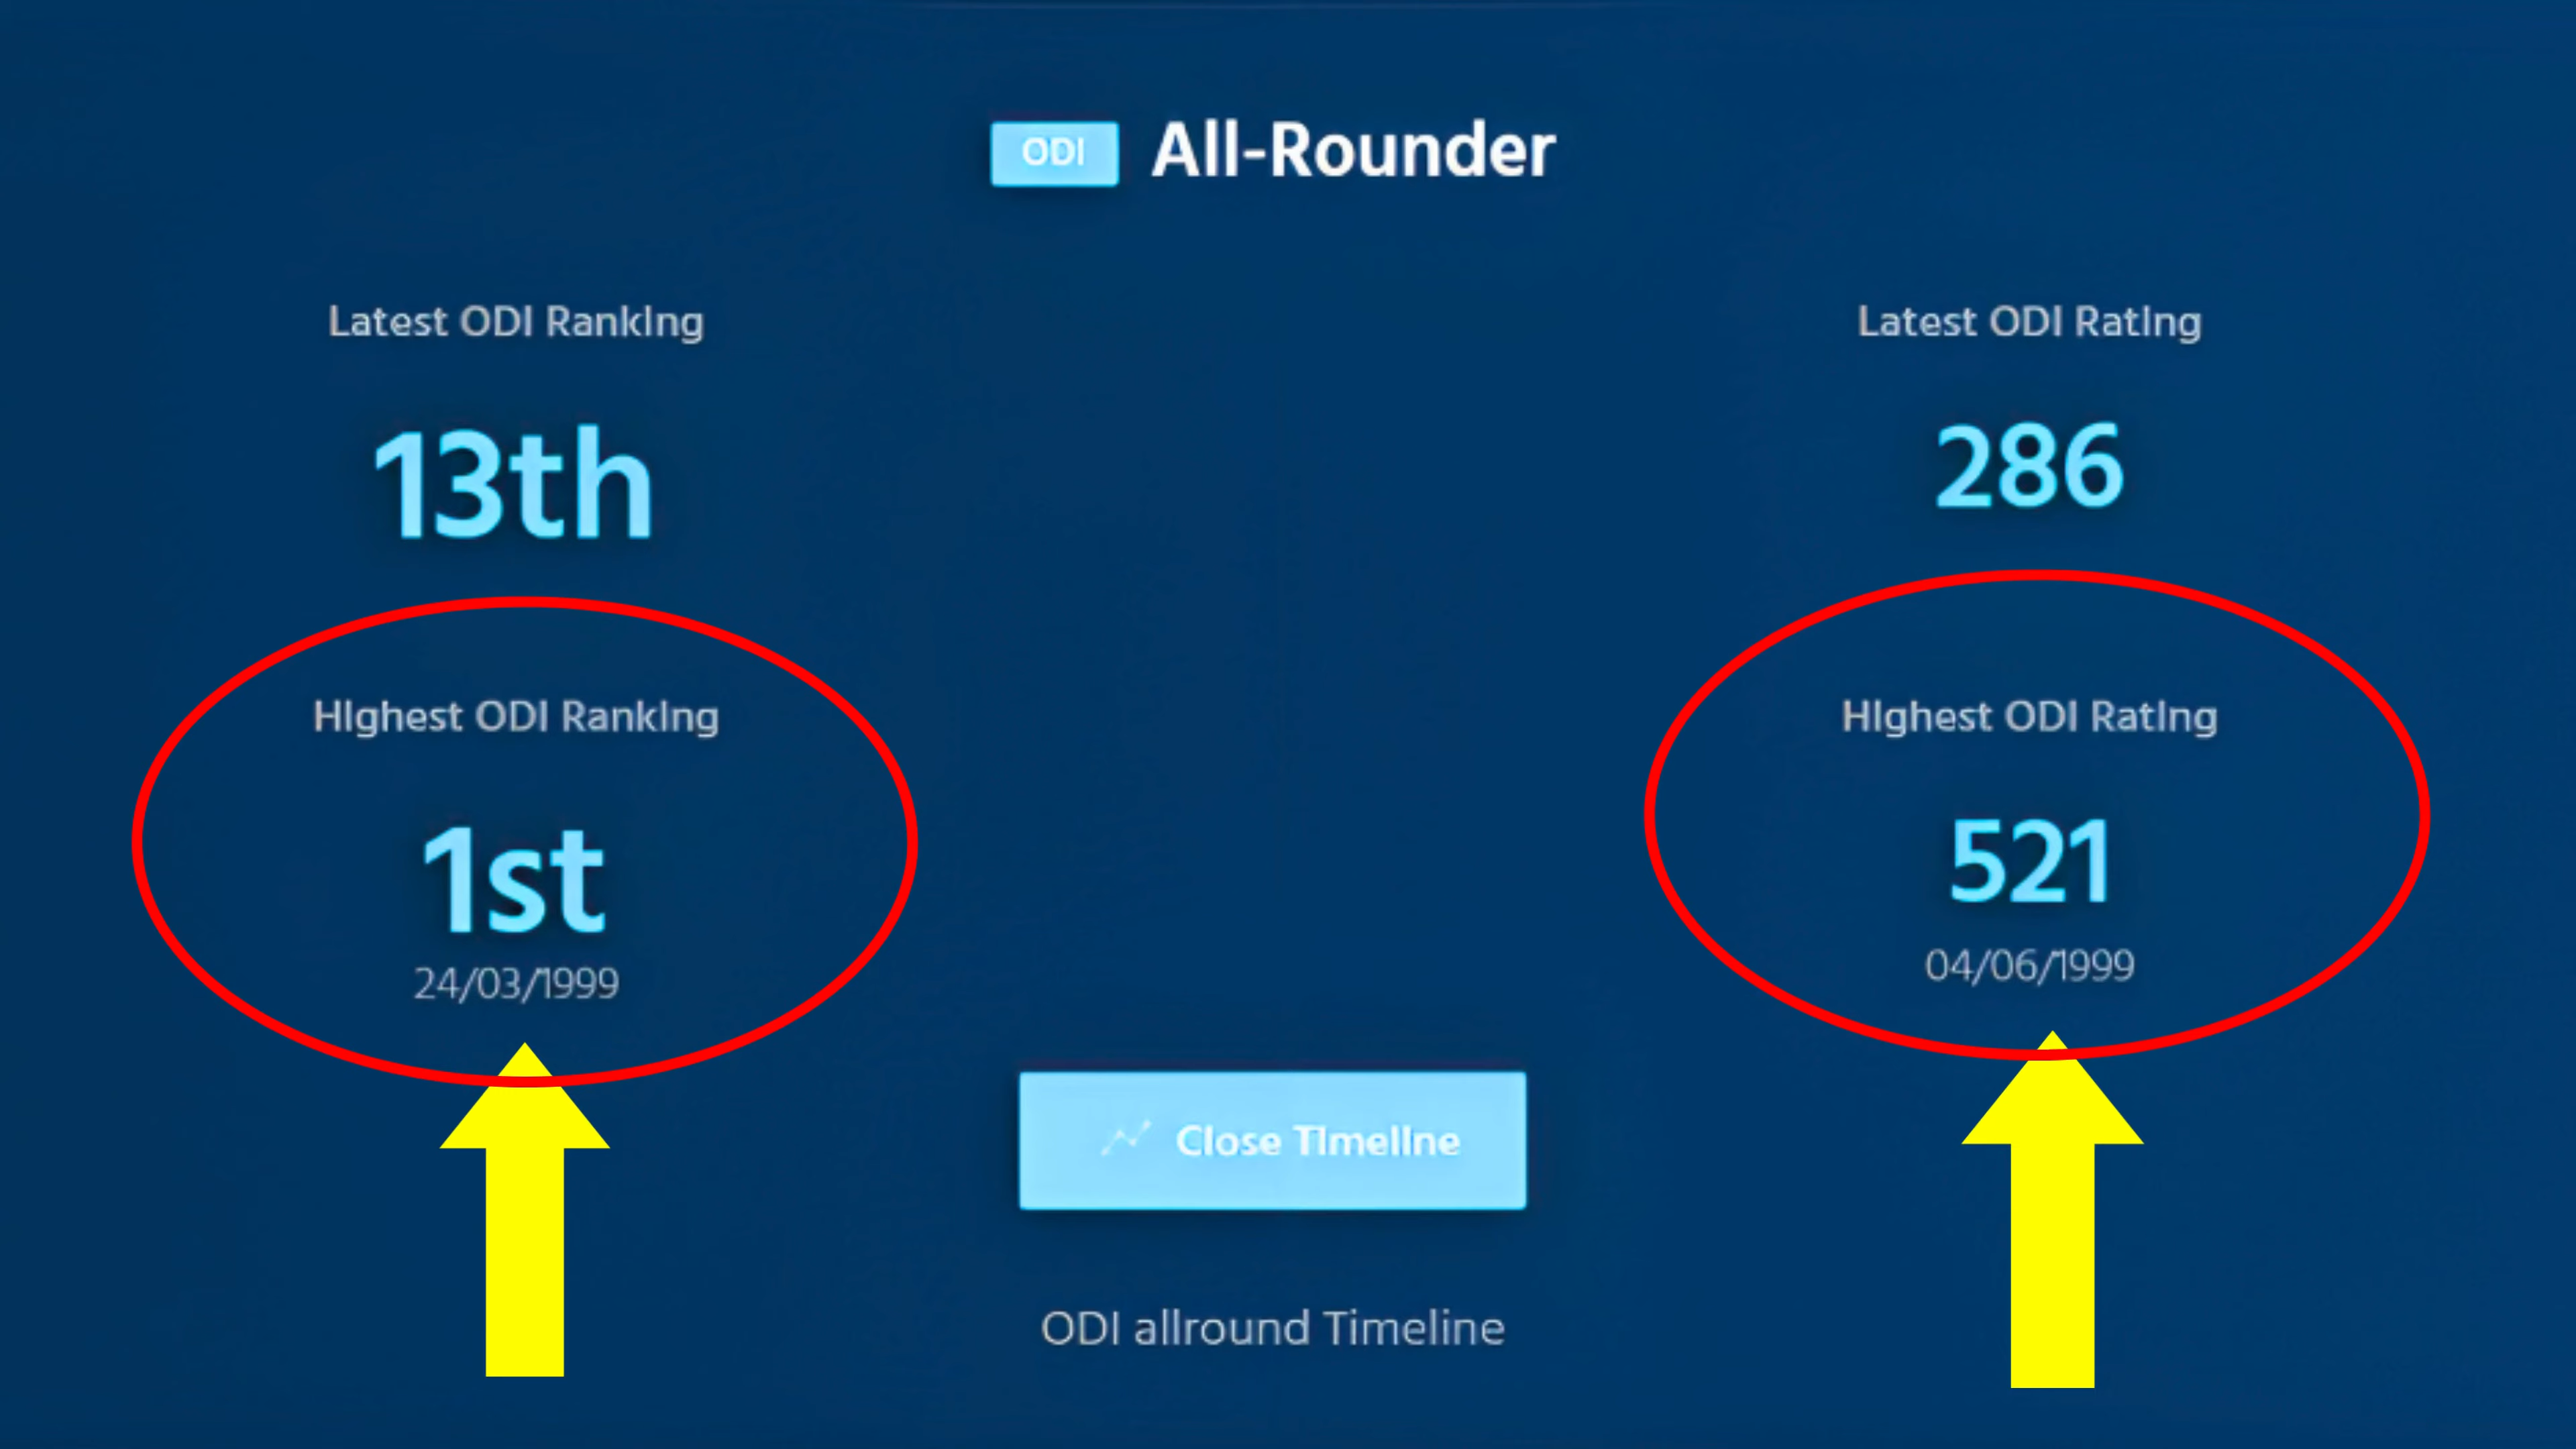 ODI All-Rounder
Latest ODI Ranking
13th
Latest ODI Rating
286
Highest ODI Ranking
1st
24/03/1999
Highest ODI Rating
521
04/06/1999
Close Timeline
ODI allround Timeline